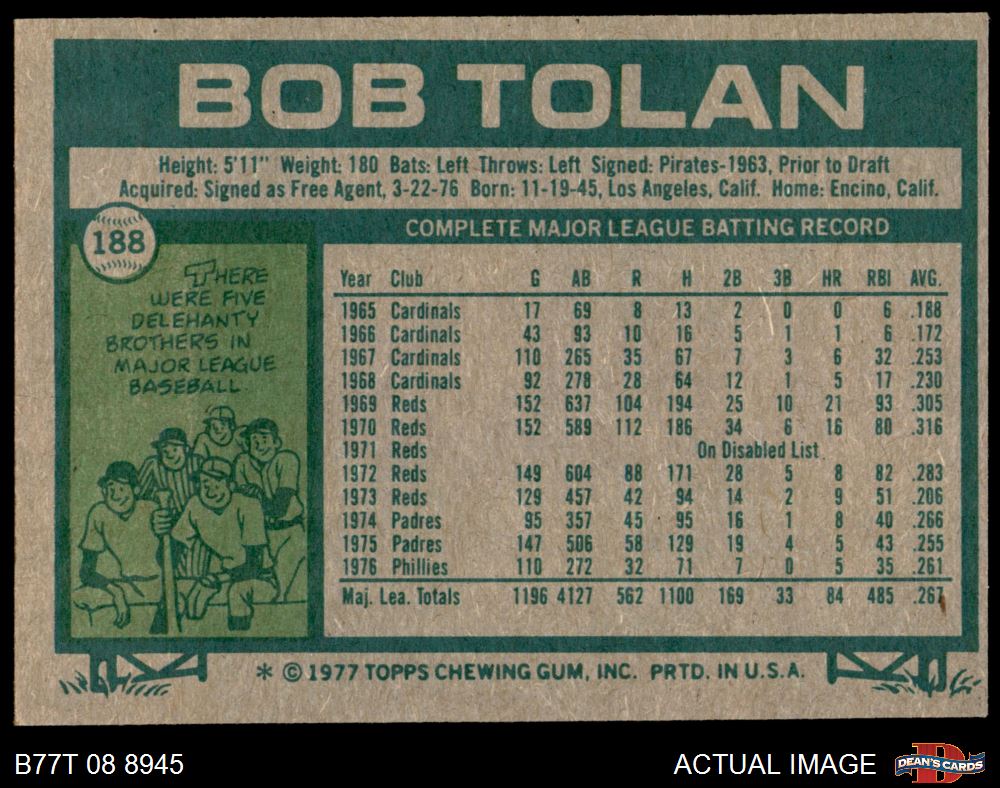 BOB TOLAN
Height: 5'11" Weight: 180 Bats: Left Throws: Left Signed: Pirates-1963, Prior to Draft
Acquired: Signed as Free Agent, 3-22-76 Born: 11-19-45, Los Angeles, Calif. Home: Encino, Calif.
188
THERE
WERE FIVE
DELEHANTY
BROTHERS IN
MAJOR LEAGUE
BASEBALL.
COMPLETE MAJOR LEAGUE BATTING RECORD
Year Club G AB R H 2B 3B HR RBI AVG.
1965 Cardinals 17 69 8 13 2 0 0 6 .188
1966 Cardinals 43 93 10 16 5 1 1 6 .172
1967 Cardinals 110 265 35 67 7 3 6 32 .253
1968 Cardinals 92 278 28 64 12 1 5 17 .230
1969 Reds 152 637 104 194 25 10 21 93 .305
1970 Reds 152 589 112 186 34 6 16 80 .316
1971 Reds On Disabled List
1972 Reds 149 604 88 171 28 5 8 82 .283
1973 Reds 129 457 42 94 14 2 9 51 .206
1974 Padres 95 357 45 95 16 1 8 40 .266
1975 Padres 147 506 58 129 19 4 5 43 .255
1976 Phillies 110 272 32 71 7 0 5 35 .261
Maj. Lea. Totals 1196 4127 562 1100 169 33 84 485 .267
* © 1977 TOPPS CHEWING GUM, INC. PRTD. IN U.S.A.
B77T 08 8945
ACTUAL IMAGE
DEAN'S CARDS